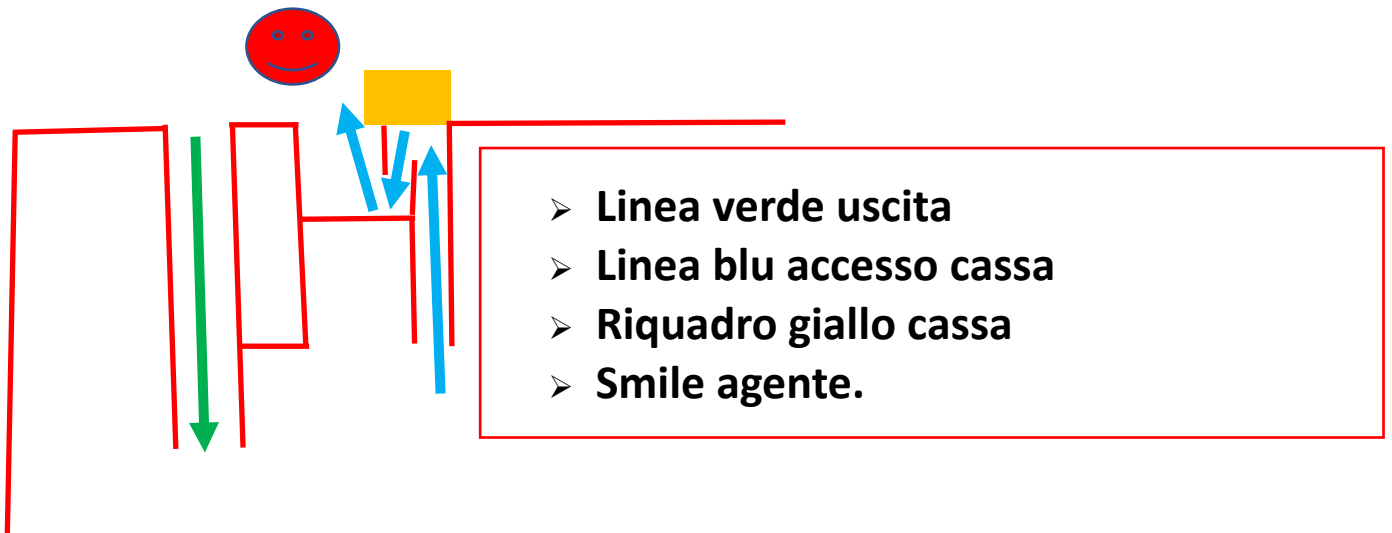 Linea verde uscita
Linea blu accesso cassa
Riquadro giallo cassa
Smile agente.